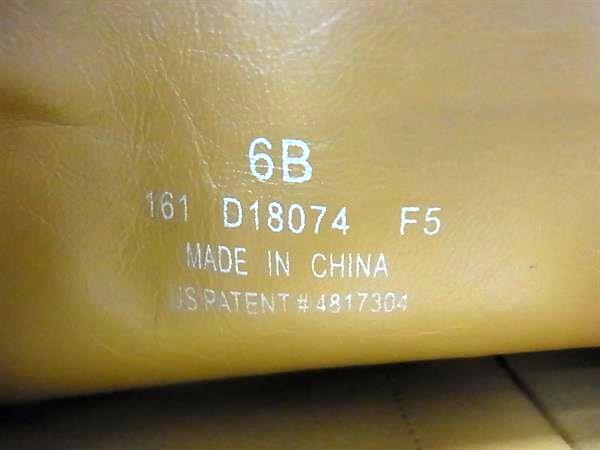 6B
161 D18074 F5
MADE IN CHINA
US PATENT # 4817304